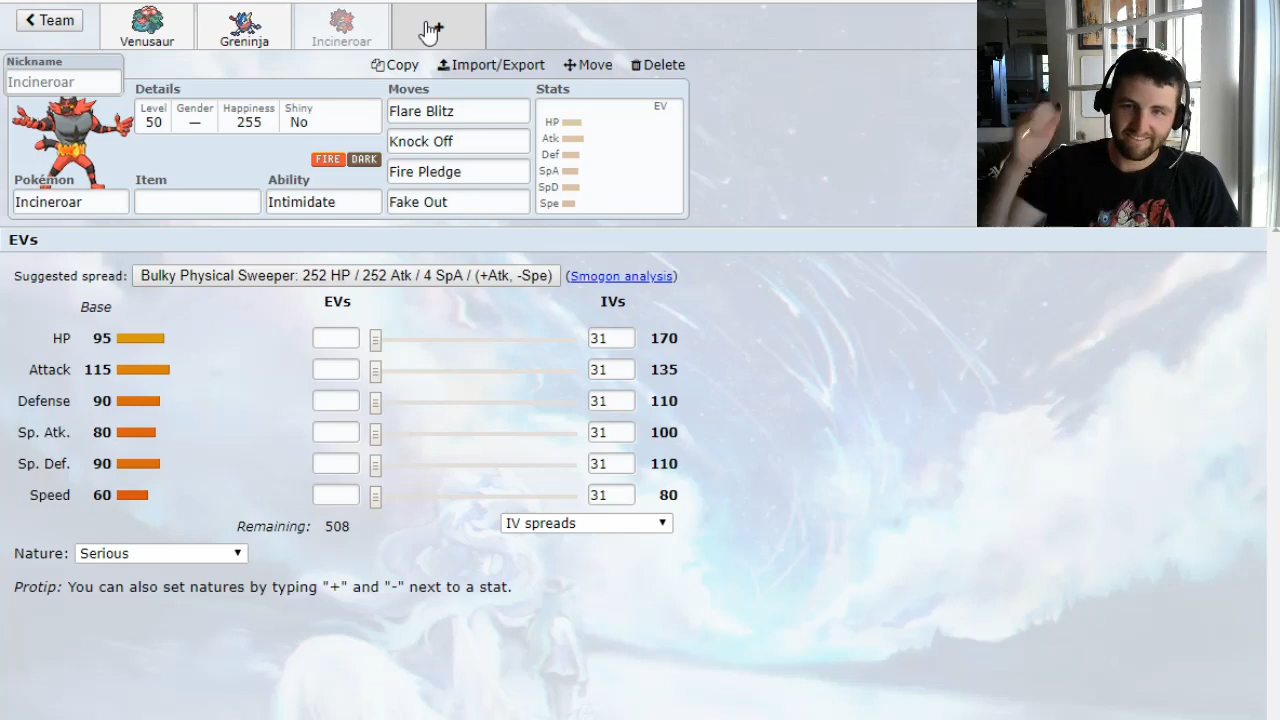 Team
Venusaur
Greninja
Incineroar
Nickname
Incineroar
Copy
Import/Export
Move
Delete
Details
Moves
Stats
Level
Gender
Happiness
Shiny
50
—
255
No
Flare Blitz
EV
HP
Atk
Knock Off
Def
FIRE
DARK
SpA
Fire Pledge
SpD
Pokémon
Item
Ability
Incineroar
Intimidate
Fake Out
Spe
EVs
Suggested spread: Bulky Physical Sweeper: 252 HP / 252 Atk / 4 SpA / (+Atk, -Spe) (Smogon analysis)
Base
EVs
IVs
HP 95 31 170
Attack 115 31 135
Defense 90 31 110
Sp. Atk. 80 31 100
Sp. Def. 90 31 110
Speed 60 31 80
Remaining: 508
IV spreads
Nature: Serious
Protip: You can also set natures by typing "+" and "-" next to a stat.